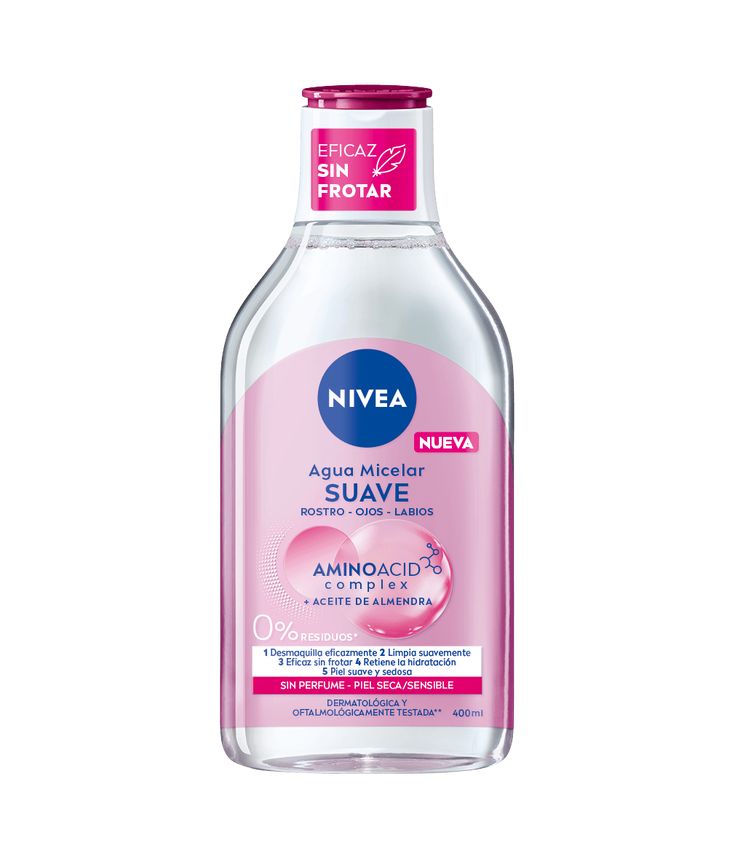 EFICAZ
SIN
FROTAR
NIVEA
NUEVA
Agua Micelar
SUAVE
ROSTRO - OJOS - LABIOS
AMINOACID
complex
+ ACEITE DE ALMENDRA
0% RESIDUOS*
1 Desmaquilla eficazmente 2 Limpia suavemente
3 Eficaz sin frotar 4 Retiene la hidratación
5 Piel suave y sedosa
SIN PERFUME - PIEL SECA/SENSIBLE
DERMATOLÓGICA Y
OFTALMOLÓGICAMENTE TESTADA** 400ml